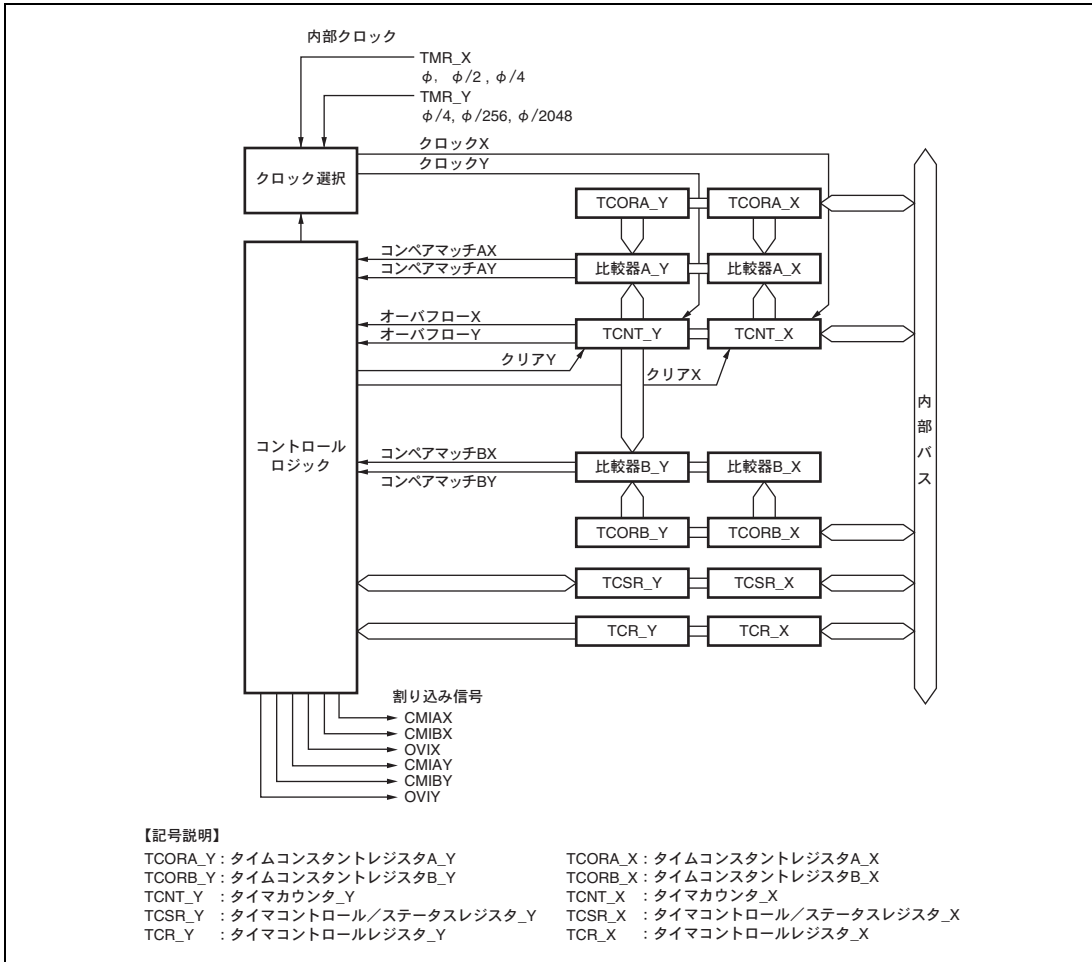 内部クロック
TMR_X
φ, φ/2 , φ/4
TMR_Y
φ/4, φ/256, φ/2048
クロックX
クロックY
クロック選択
TCORA_Y
TCORA_X
コンペアマッチAX
コンペアマッチAY
比較器A_Y
比較器A_X
オーバフローX
オーバフローY
TCNT_Y
TCNT_X
クリアY
クリアX
内部バス
コントロール
ロジック
コンペアマッチBX
コンペアマッチBY
比較器B_Y
比較器B_X
TCORB_Y
TCORB_X
TCSR_Y
TCSR_X
TCR_Y
TCR_X
割り込み信号
CMIAX
CMIBX
OVIX
CMIAY
CMIBY
OVIY
【記号説明】
TCORA_Y : タイムコンスタントレジスタA_Y
TCORB_Y : タイムコンスタントレジスタB_Y
TCNT_Y : タイマカウンタ_Y
TCSR_Y : タイマコントロール／ステータスレジスタ_Y
TCR_Y : タイマコントロールレジスタ_Y
TCORA_X : タイムコンスタントレジスタA_X
TCORB_X : タイムコンスタントレジスタB_X
TCNT_X : タイマカウンタ_X
TCSR_X : タイマコントロール／ステータスレジスタ_X
TCR_X : タイマコントロールレジスタ_X